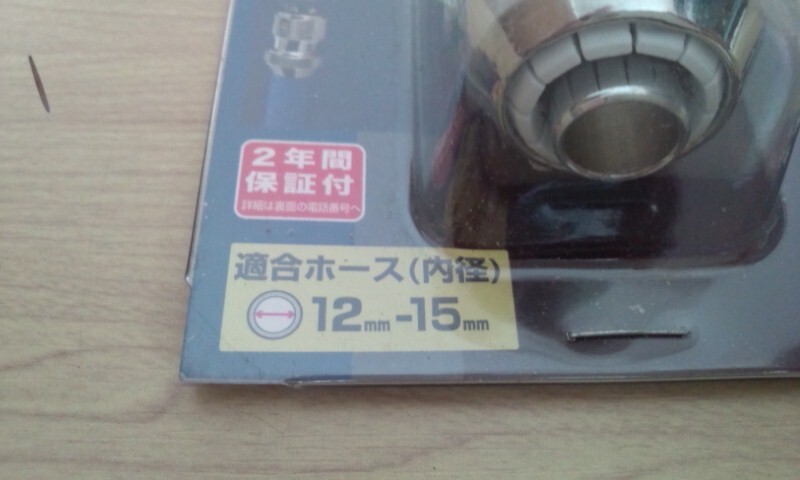 2年間
保証付
詳細は裏面の電話番号へ
適合ホース(内径)
12mm-15mm